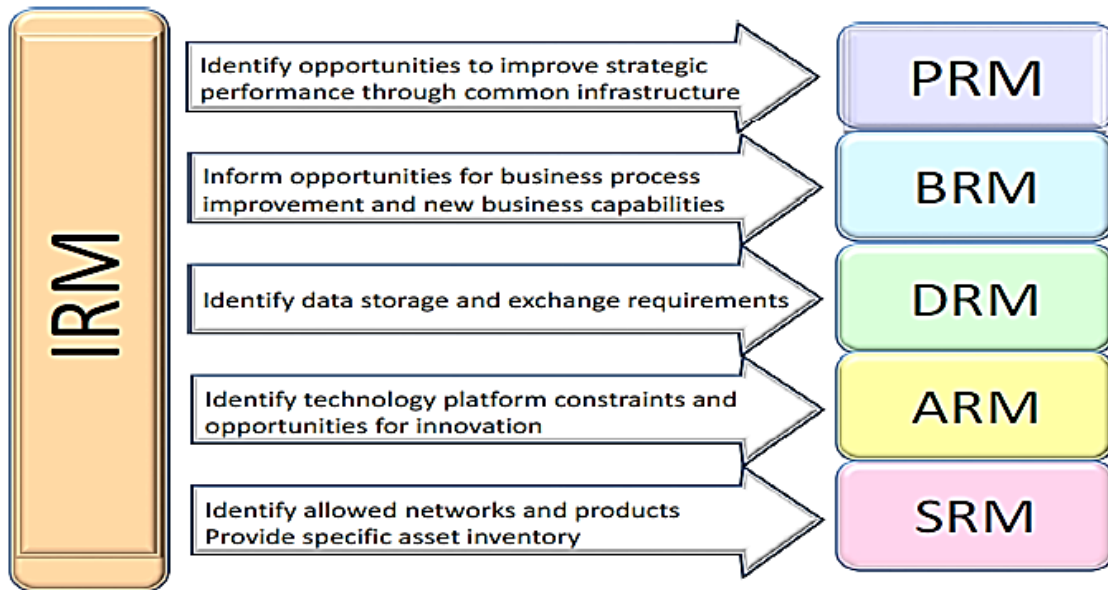 IRM
Identify opportunities to improve strategic
performance through common infrastructure
PRM
Inform opportunities for business process
improvement and new business capabilities
BRM
Identify data storage and exchange requirements
DRM
Identify technology platform constraints and
opportunities for innovation
ARM
Identify allowed networks and products
Provide specific asset inventory
SRM